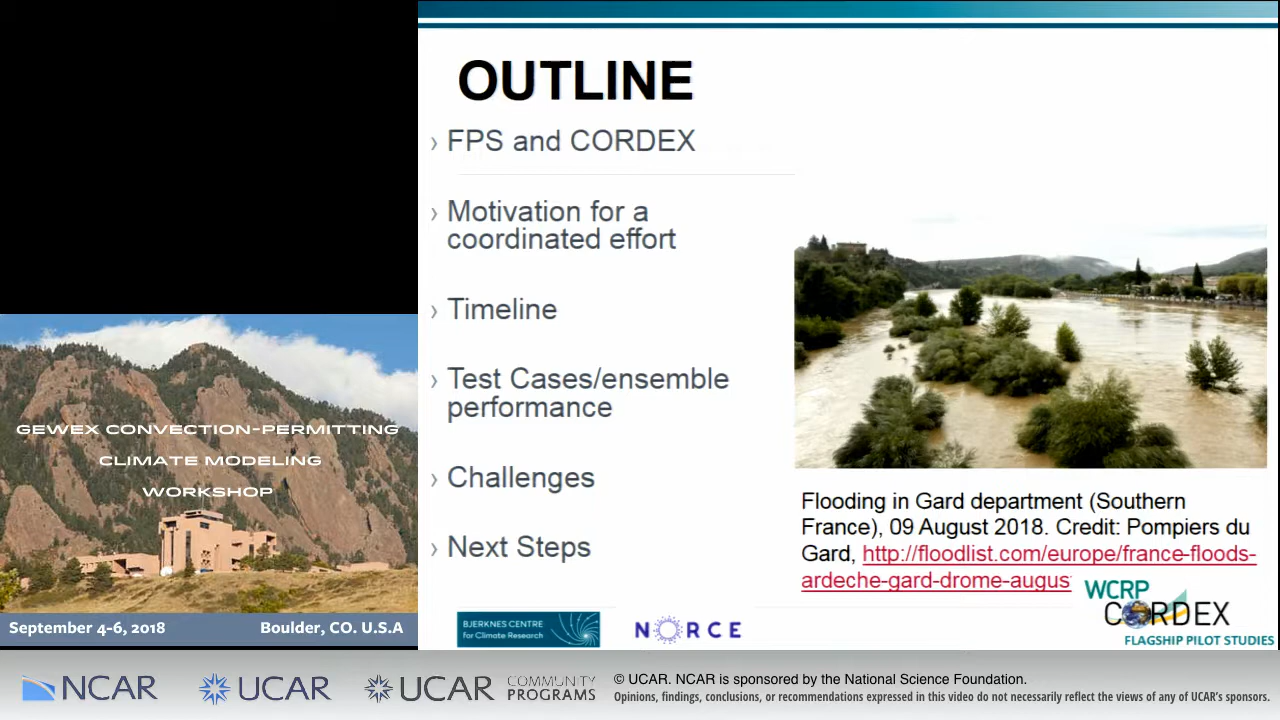 OUTLINE
› FPS and CORDEX
› Motivation for a
coordinated effort
› Timeline
› Test Cases/ensemble
performance
› Challenges
› Next Steps
Flooding in Gard department (Southern
France), 09 August 2018. Credit: Pompiers du
Gard, http://floodlist.com/europe/france-floods-
ardeche-gard-drome-augus
BJERKNES CENTRE
for Climate Research
NORCE
WCRP
CORDEX
FLAGSHIP PILOT STUDIES
GEWEX CONVECTION-PERMITTING
CLIMATE MODELING
WORKSHOP
September 4-6, 2018 Boulder, CO. U.S.A
NCAR
UCAR
UCAR COMMUNITY
PROGRAMS
© UCAR. NCAR is sponsored by the National Science Foundation.
Opinions, findings, conclusions, or recommendations expressed in this video do not necessarily reflect the views of any of UCAR's sponsors.